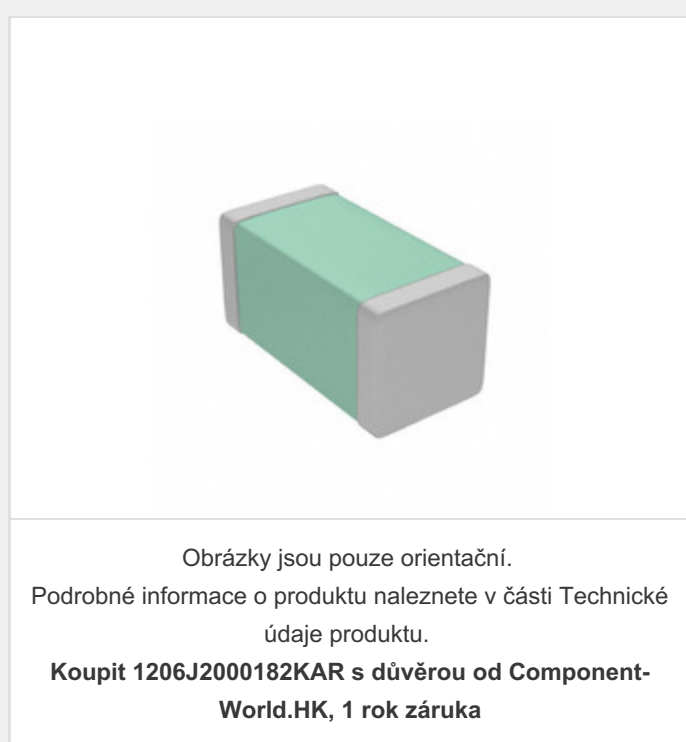 Obrázky jsou pouze orientační.
Podrobné informace o produktu naleznete v části Technické
údaje produktu.
Koupit 1206J2000182KAR s důvěrou od Component-
World.HK, 1 rok záruka